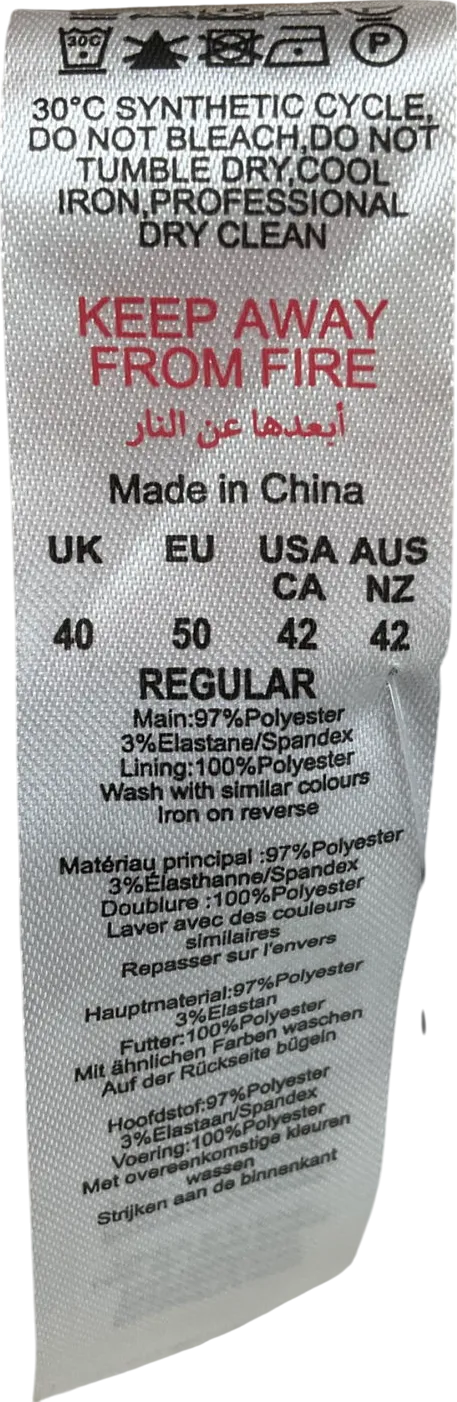 30°C
P
30°C SYNTHETIC CYCLE,
DO NOT BLEACH,DO NOT
TUMBLE DRY,COOL
IRON,PROFESSIONAL
DRY CLEAN
KEEP AWAY
FROM FIRE
أبعدها عن النار
Made in China
UK EU USA AUS
CA NZ
40 50 42 42
REGULAR
Main:97%Polyester
3%Elastane/Spandex
Lining:100%Polyester
Wash with similar colours
Iron on reverse
Matériau principal :97%Polyester
3%Élasthanne/Spandex
Doublure :100%Polyester
Laver avec des couleurs
similaires
Repasser sur l'envers
Hauptmaterial:97%Polyester
3%Elastan
Futter:100%Polyester
Mit ähnlichen Farben waschen
Auf der Rückseite bügeln
Hoofdstof:97%Polyester
3%Elastaan/Spandex
Voering:100%Polyester
Met overeenkomstige kleuren
wassen
Strijken aan de binnenkant